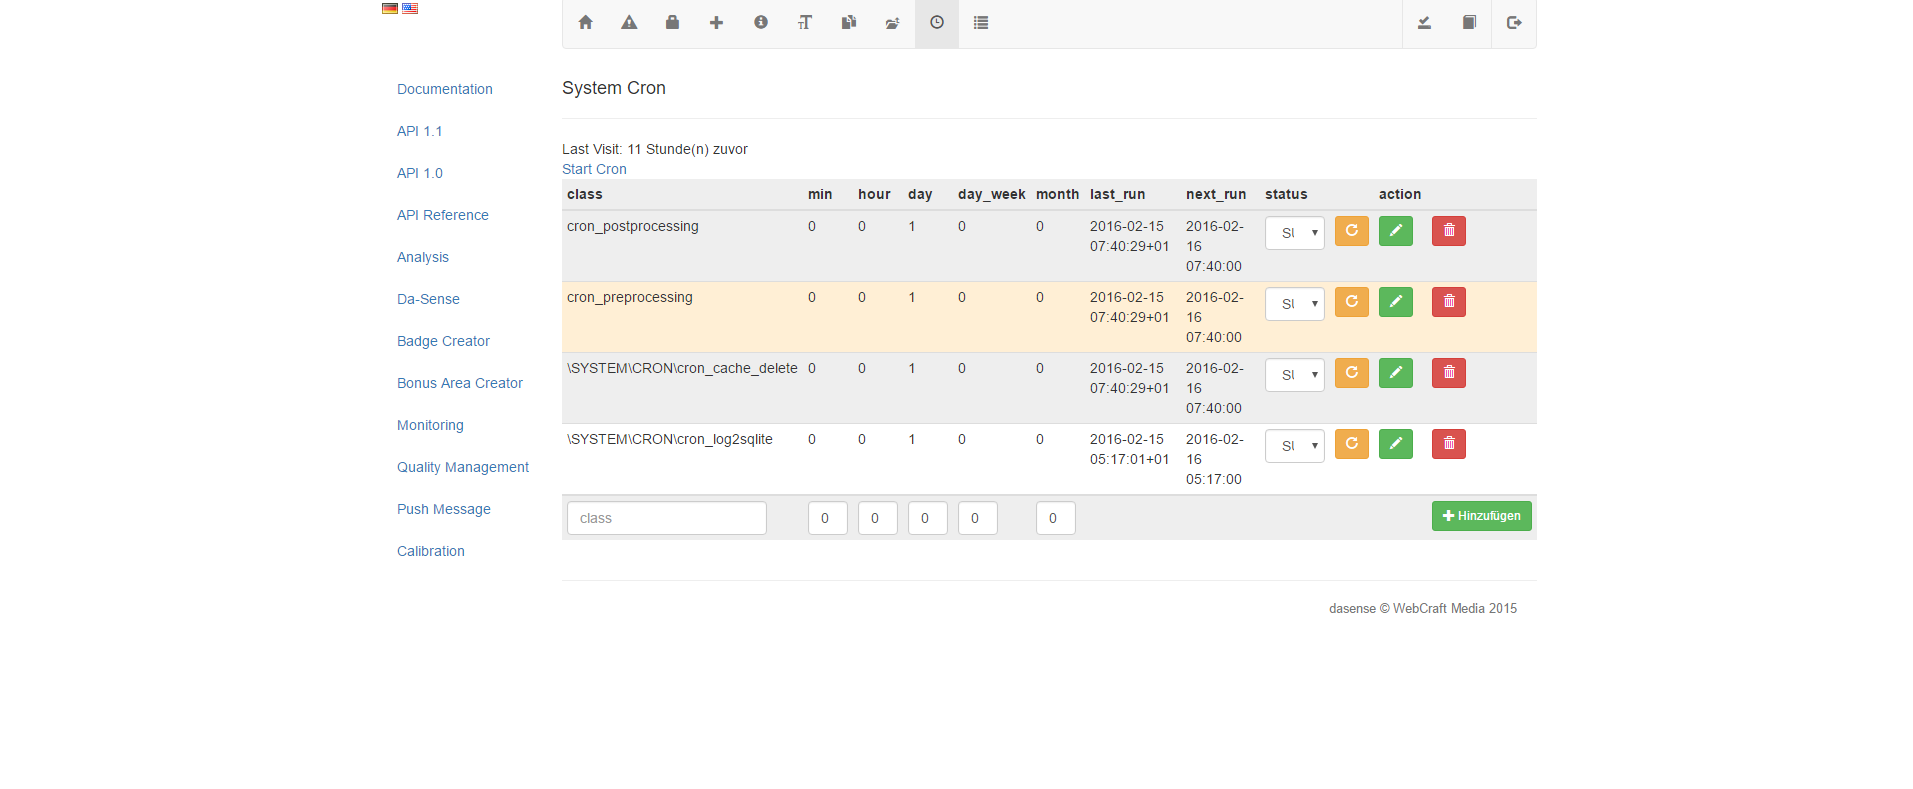 System Cron
Documentation
API 1.1
API 1.0
API Reference
Analysis
Da-Sense
Badge Creator
Bonus Area Creator
Monitoring
Quality Management
Push Message
Calibration
Last Visit: 11 Stunde(n) zuvor
Start Cron
class min hour day day_week month last_run next_run status action
cron_postprocessing 0 0 1 0 0 2016-02-15 2016-02-
07:40:29+01 16
07:40:00
cron_preprocessing 0 0 1 0 0 2016-02-15 2016-02-
07:40:29+01 16
07:40:00
\SYSTEM\CRON\cron_cache_delete 0 0 1 0 0 2016-02-15 2016-02-
07:40:29+01 16
07:40:00
\SYSTEM\CRON\cron_log2sqlite 0 0 1 0 0 2016-02-15 2016-02-
05:17:01+01 16
05:17:00
class 0 0 0 0 0 Hinzufügen
dasense © WebCraft Media 2015